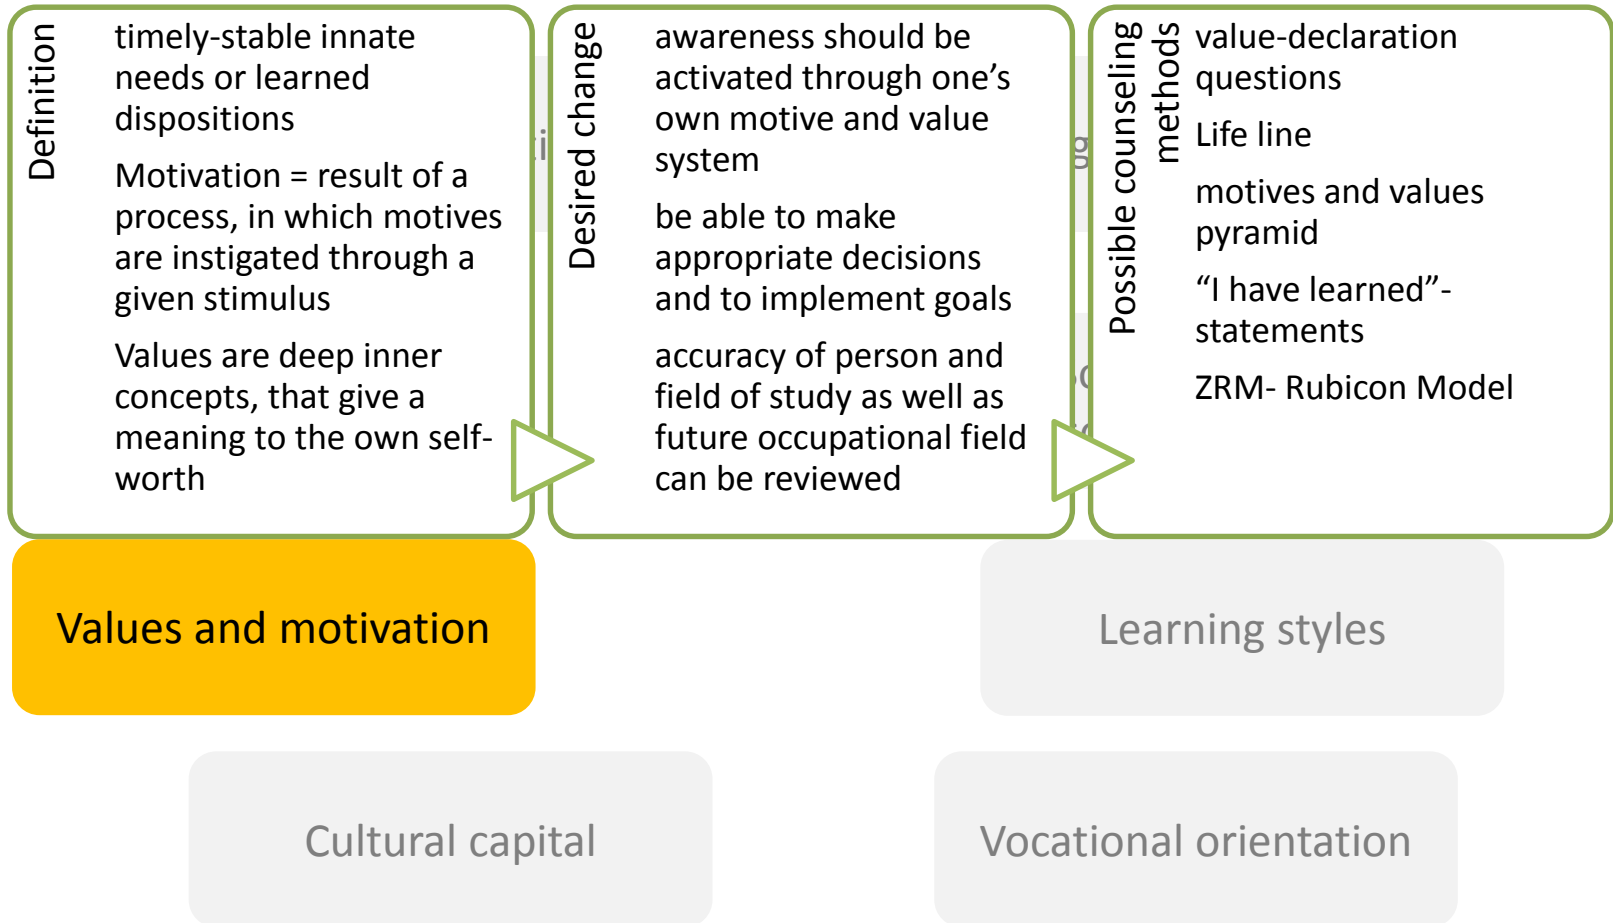 Definition
timely-stable innate
needs or learned
dispositions
Motivation = result of a
process, in which motives
are instigated through a
given stimulus
Values are deep inner
concepts, that give a
meaning to the own self-
worth
Desired change
awareness should be
activated through one’s
own motive and value
system
be able to make
appropriate decisions
and to implement goals
accuracy of person and
field of study as well as
future occupational field
can be reviewed
Possible counseling
methods
value-declaration
questions
Life line
motives and values
pyramid
“I have learned”-
statements
ZRM- Rubicon Model
Values and motivation
Learning styles
Cultural capital
Vocational orientation